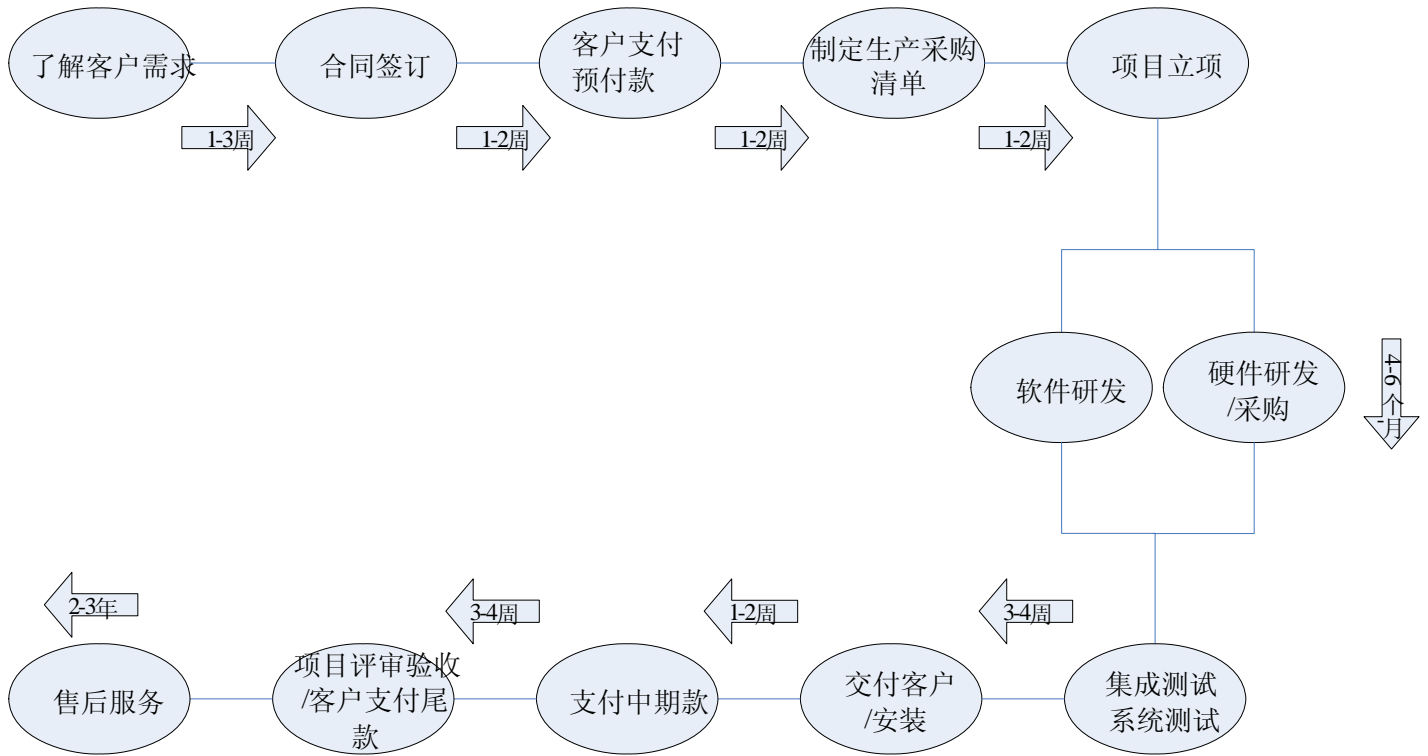 了解客户需求
合同签订
客户支付
预付款
制定生产采购
清单
项目立项
1-3周
1-2周
1-2周
1-2周
软件研发
硬件研发
/采购
4-6个月
2-3年
3-4周
1-2周
3-4周
售后服务
项目评审验收
/客户支付尾
款
支付中期款
交付客户
/安装
集成测试
系统测试